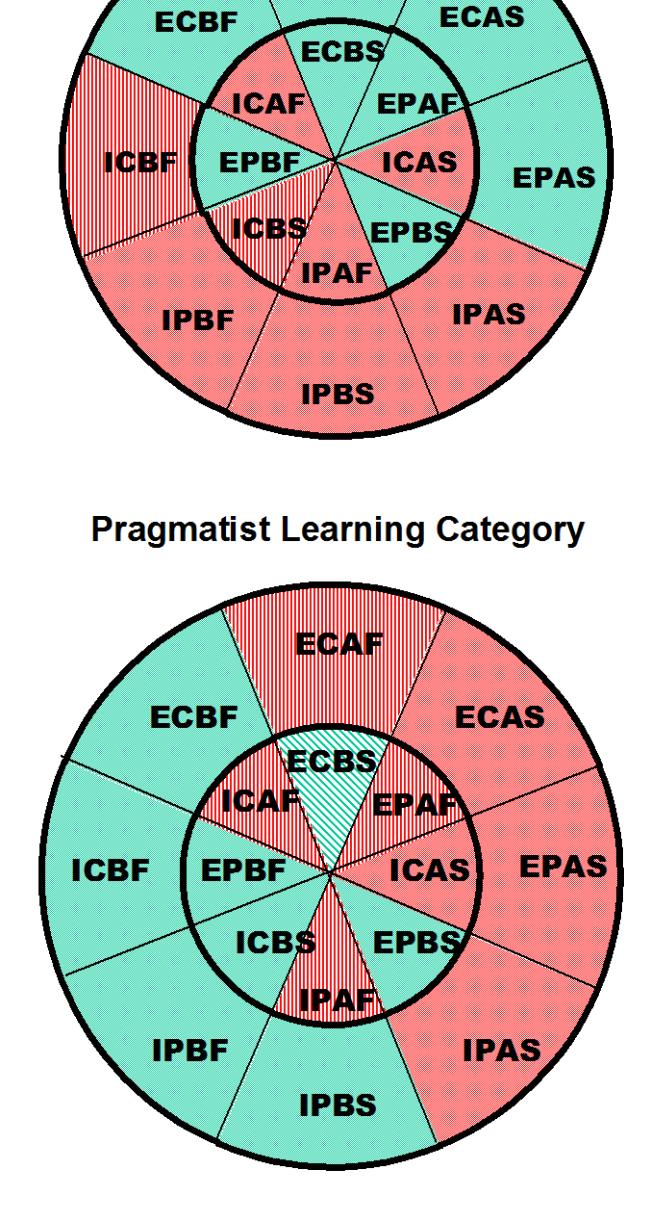 ECBF
ECAS
ECBS
ICAF
EPAF
ICBF
EPBF
ICAS
EPAS
ICBS
EPBS
IPAF
IPBF
IPAS
IPBS
Pragmatist Learning Category
ECAF
ECBF
ECAS
ECBS
ICAF
EPAF
ICBF
EPBF
ICAS
EPAS
ICBS
EPBS
IPAF
IPBF
IPAS
IPBS